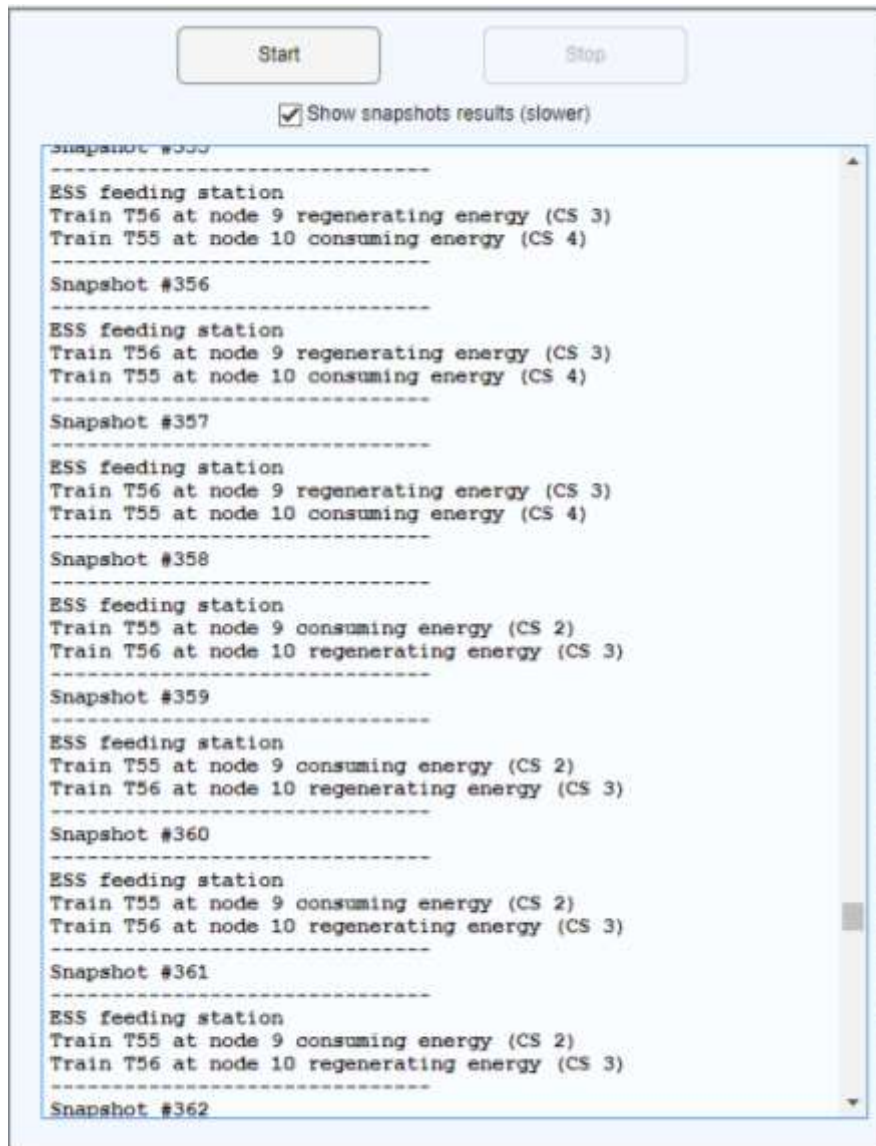 Start
Stop
Show snapshots results (slower)
Snapshot #355
--------------------------------
ESS feeding station
Train T56 at node 9 regenerating energy (CS 3)
Train T55 at node 10 consuming energy (CS 4)
--------------------------------
Snapshot #356
--------------------------------
ESS feeding station
Train T56 at node 9 regenerating energy (CS 3)
Train T55 at node 10 consuming energy (CS 4)
--------------------------------
Snapshot #357
--------------------------------
ESS feeding station
Train T56 at node 9 regenerating energy (CS 3)
Train T55 at node 10 consuming energy (CS 4)
--------------------------------
Snapshot #358
--------------------------------
ESS feeding station
Train T55 at node 9 consuming energy (CS 2)
Train T56 at node 10 regenerating energy (CS 3)
--------------------------------
Snapshot #359
--------------------------------
ESS feeding station
Train T55 at node 9 consuming energy (CS 2)
Train T56 at node 10 regenerating energy (CS 3)
--------------------------------
Snapshot #360
--------------------------------
ESS feeding station
Train T55 at node 9 consuming energy (CS 2)
Train T56 at node 10 regenerating energy (CS 3)
--------------------------------
Snapshot #361
--------------------------------
ESS feeding station
Train T55 at node 9 consuming energy (CS 2)
Train T56 at node 10 regenerating energy (CS 3)
--------------------------------
Snapshot #362